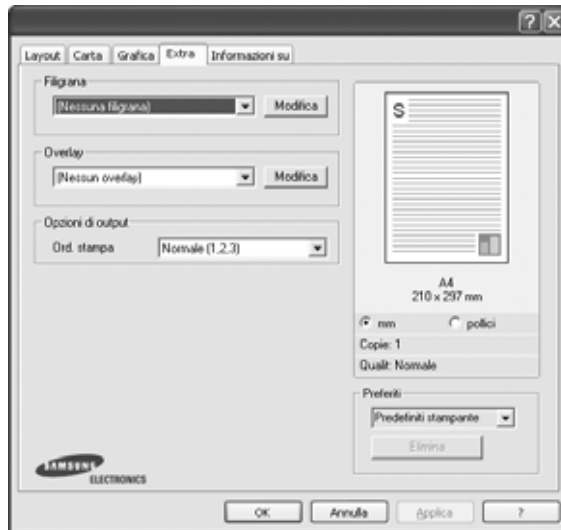 Layout Carta Grafica Extra Informazioni su
Filigrana
(Nessuna filigrana) Modifica
Overlay
(Nessun overlay) Modifica
Opzioni di output
Ord. stampa Normale (1,2,3)
S
A4
210 x 297 mm
mm pollici
Copie: 1
Qualit: Normale
Preferiti
Predefiniti stampante
Elimina
SAMSUNG
ELECTRONICS
OK Annulla Applica ?